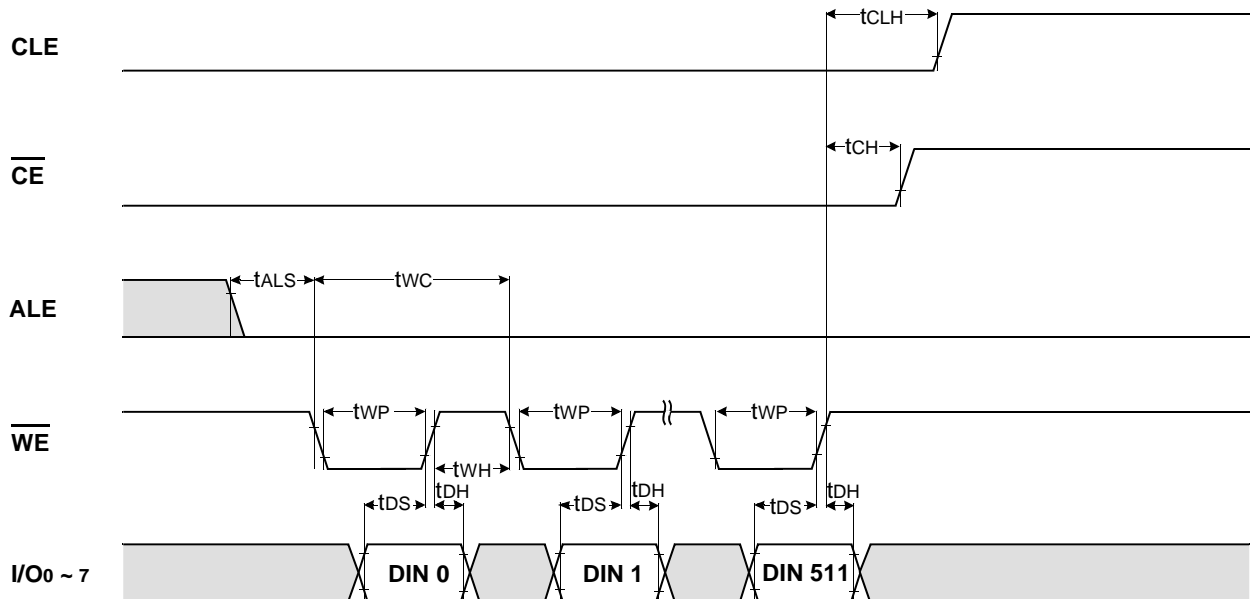 tCLH
CLE
tCH
CE
tALS
tWC
ALE
tWP
tWP
tWP
WE
tWH
tDS
tDH
tDS
tDH
tDS
tDH
I/O0 ~ 7
DIN 0
DIN 1
DIN 511